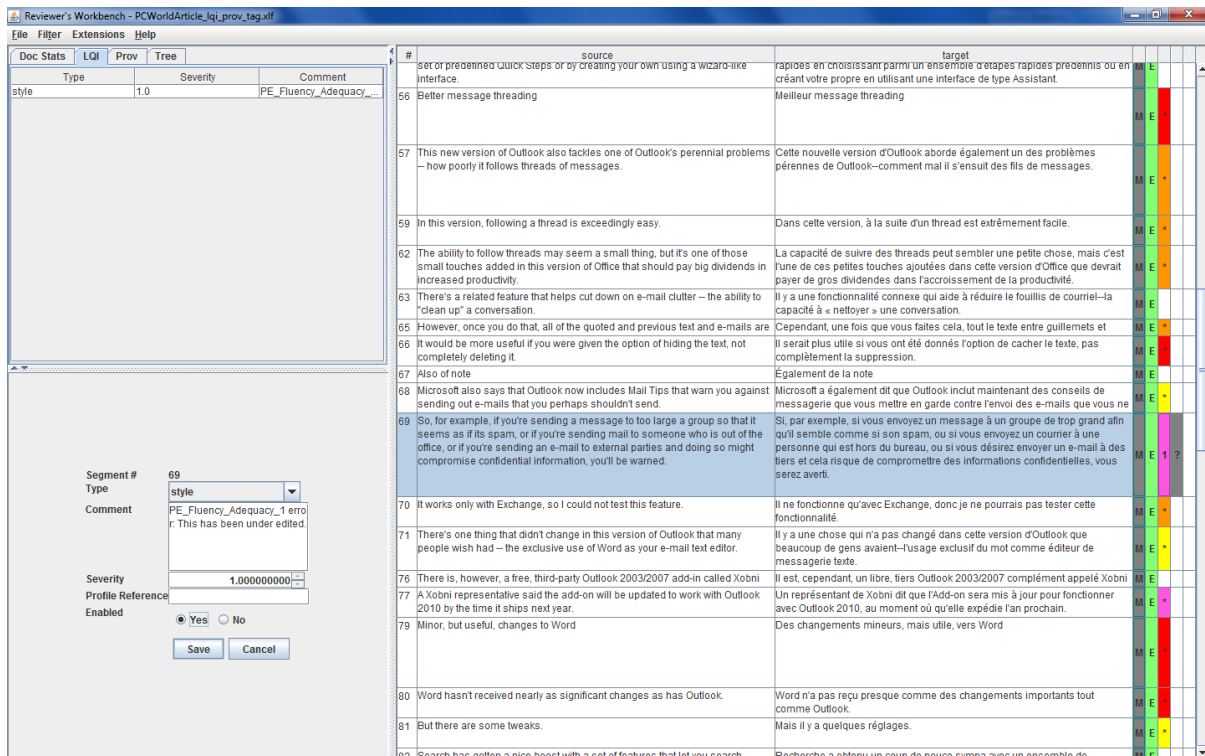 Reviewer's Workbench - PCWorldArticle_lqi_prov_tag.xlf
File Filter Extensions Help
Doc Stats LQI Prov Tree
Type Severity Comment
style 1.0 PE_Fluency_Adequacy_...
Segment # 69
Type style
Comment PE_Fluency_Adequacy_1 erro
r: This has been under edited.
Severity 1.000000000
Profile Reference
Enabled Yes No
Save Cancel
# source target
set of predefined Quick Steps or by creating your own using a wizard-like
interface.
rapides en choisissant parmi un ensemble d'étapes rapides prédéfinis ou en
créant votre propre en utilisant une interface de type Assistant.
M E
56 Better message threading
Meilleur message threading
M E *
57 This new version of Outlook also tackles one of Outlook's perennial problems
-- how poorly it follows threads of messages.
Cette nouvelle version d'Outlook aborde également un des problèmes
pérennes de Outlook--comment mal il s'ensuit des fils de messages.
M E *
59 In this version, following a thread is exceedingly easy.
Dans cette version, à la suite d'un thread est extrêmement facile.
M E *
62 The ability to follow threads may seem a small thing, but it's one of those
small touches added in this version of Office that should pay big dividends in
increased productivity.
La capacité de suivre des threads peut sembler une petite chose, mais c'est
l'une de ces petites touches ajoutées dans cette version d'Office que devrait
payer de gros dividendes dans l'accroissement de la productivité.
M E *
63 There's a related feature that helps cut down on e-mail clutter -- the ability to
"clean up" a conversation.
Il y a une fonctionnalité connexe qui aide à réduire le fouillis de courriel--la
capacité à « nettoyer » une conversation.
M E
65 However, once you do that, all of the quoted and previous text and e-mails are
Cependant, une fois que vous faites cela, tout le texte entre guillemets et
M E *
66 It would be more useful if you were given the option of hiding the text, not
completely deleting it.
Il serait plus utile si vous ont été donnés l'option de cacher le texte, pas
complètement la suppression.
M E *
67 Also of note
Également de la note
M E
68 Microsoft also says that Outlook now includes Mail Tips that warn you against
sending out e-mails that you perhaps shouldn't send.
Microsoft a également dit que Outlook inclut maintenant des conseils de
messagerie que vous mettre en garde contre l'envoi des e-mails que vous ne
M E *
69 So, for example, if you're sending a message to too large a group so that it
seems as if its spam, or if you're sending mail to someone who is out of the
office, or if you're sending an e-mail to external parties and doing so might
compromise confidential information, you'll be warned.
Si, par exemple, si vous envoyez un message à un groupe de trop grand afin
qu'il semble comme si son spam, ou si vous envoyez un courrier à une
personne qui est hors du bureau, ou si vous désirez envoyer un e-mail à des
tiers et cela risque de compromettre des informations confidentielles, vous
serez averti.
M E 1 ?
70 It works only with Exchange, so I could not test this feature.
Il ne fonctionne qu'avec Exchange, donc je ne pourrais pas tester cette
fonctionnalité.
M E *
71 There's one thing that didn't change in this version of Outlook that many
people wish had -- the exclusive use of Word as your e-mail text editor.
Il y a une chose qui n'a pas changé dans cette version d'Outlook que
beaucoup de gens avaient--l'usage exclusif du mot comme éditeur de
messagerie texte.
M E *
76 There is, however, a free, third-party Outlook 2003/2007 add-in called Xobni
Il est, cependant, un libre, tiers Outlook 2003/2007 complément appelé Xobni
M E
77 A Xobni representative said the add-on will be updated to work with Outlook
2010 by the time it ships next year.
Un représentant de Xobni dit que l'Add-on sera mis à jour pour fonctionner
avec Outlook 2010, au moment où qu'elle expédie l'an prochain.
M E *
79 Minor, but useful, changes to Word
Des changements mineurs, mais utile, vers Word
M E *
80 Word hasn't received nearly as significant changes as has Outlook.
Word n'a pas reçu presque comme des changements importants tout
comme Outlook.
M E *
81 But there are some tweaks.
Mais il y a quelques réglages.
M E *
82 Search has gotten a nice boost with a set of features that let you search
Recherche a obtenu un coup de pouce sympa avec un ensemble de
M E